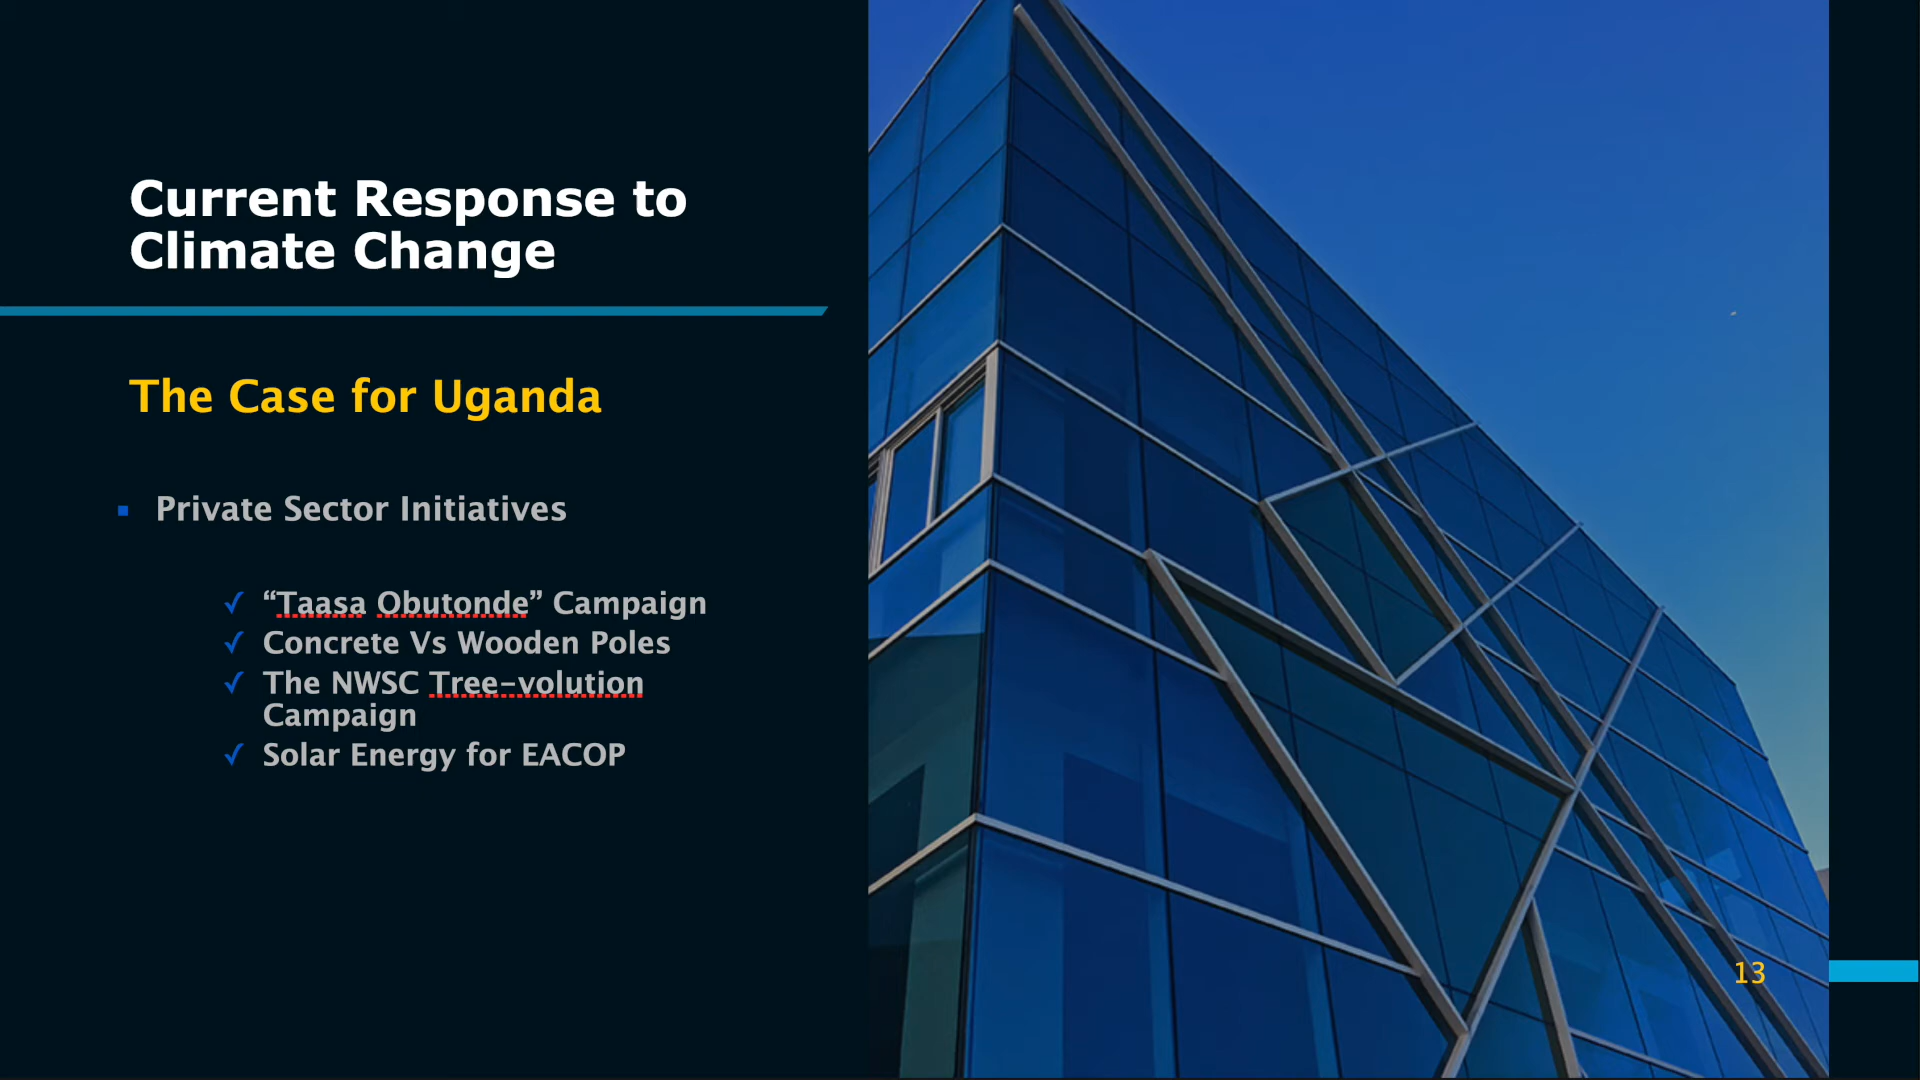 Current Response to
Climate Change
The Case for Uganda
▪ Private Sector Initiatives
✓ “Taasa Obutonde” Campaign
✓ Concrete Vs Wooden Poles
✓ The NWSC Tree-volution
Campaign
✓ Solar Energy for EACOP
13